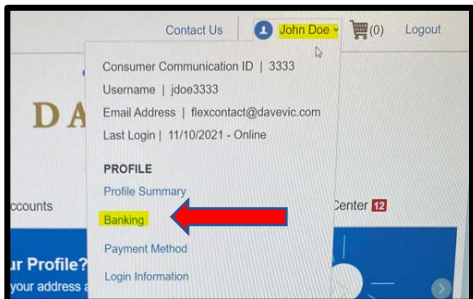 Contact Us
John Doe
(0)
Logout
Consumer Communication ID | 3333
Username | jdoe3333
Email Address | flexcontact@davevic.com
Last Login | 11/10/2021 - Online
D A
PROFILE
Profile Summary
ccounts
Center 12
Banking
Payment Method
ur Profile?
Login Information
your address a